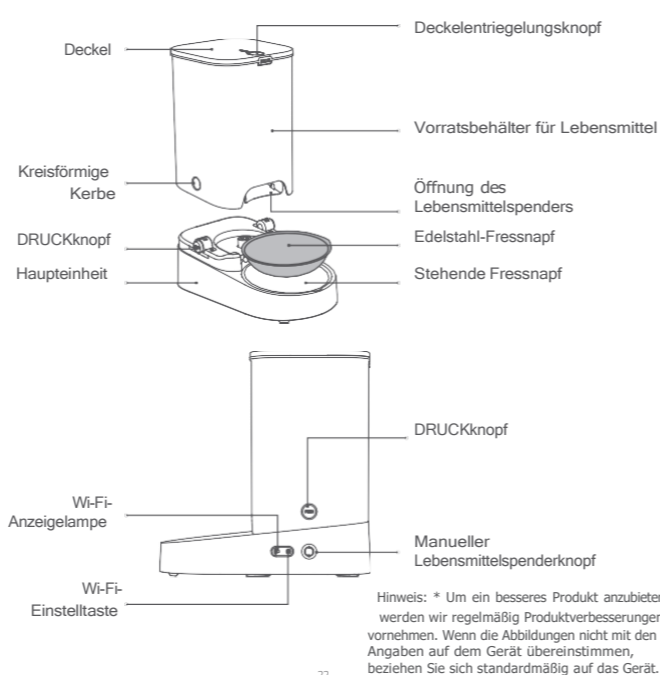 Deckelentriegelungsknopf
Deckel
Vorratsbehälter für Lebensmittel
Kreisförmige
Kerbe
Öffnung des
Lebensmittelspenders
DRUCKknopf
Edelstahl-Fressnapf
Haupteinheit
Stehende Fressnapf
DRUCKknopf
Wi-Fi-
Anzeigelampe
Manueller
Lebensmittelspenderknopf
Wi-Fi-
Einstelltaste
Hinweis: * Um ein besseres Produkt anzubieten
werden wir regelmäßig Produktverbesserungen
vornehmen. Wenn die Abbildungen nicht mit den
Angaben auf dem Gerät übereinstimmen,
beziehen Sie sich standardmäßig auf das Gerät.